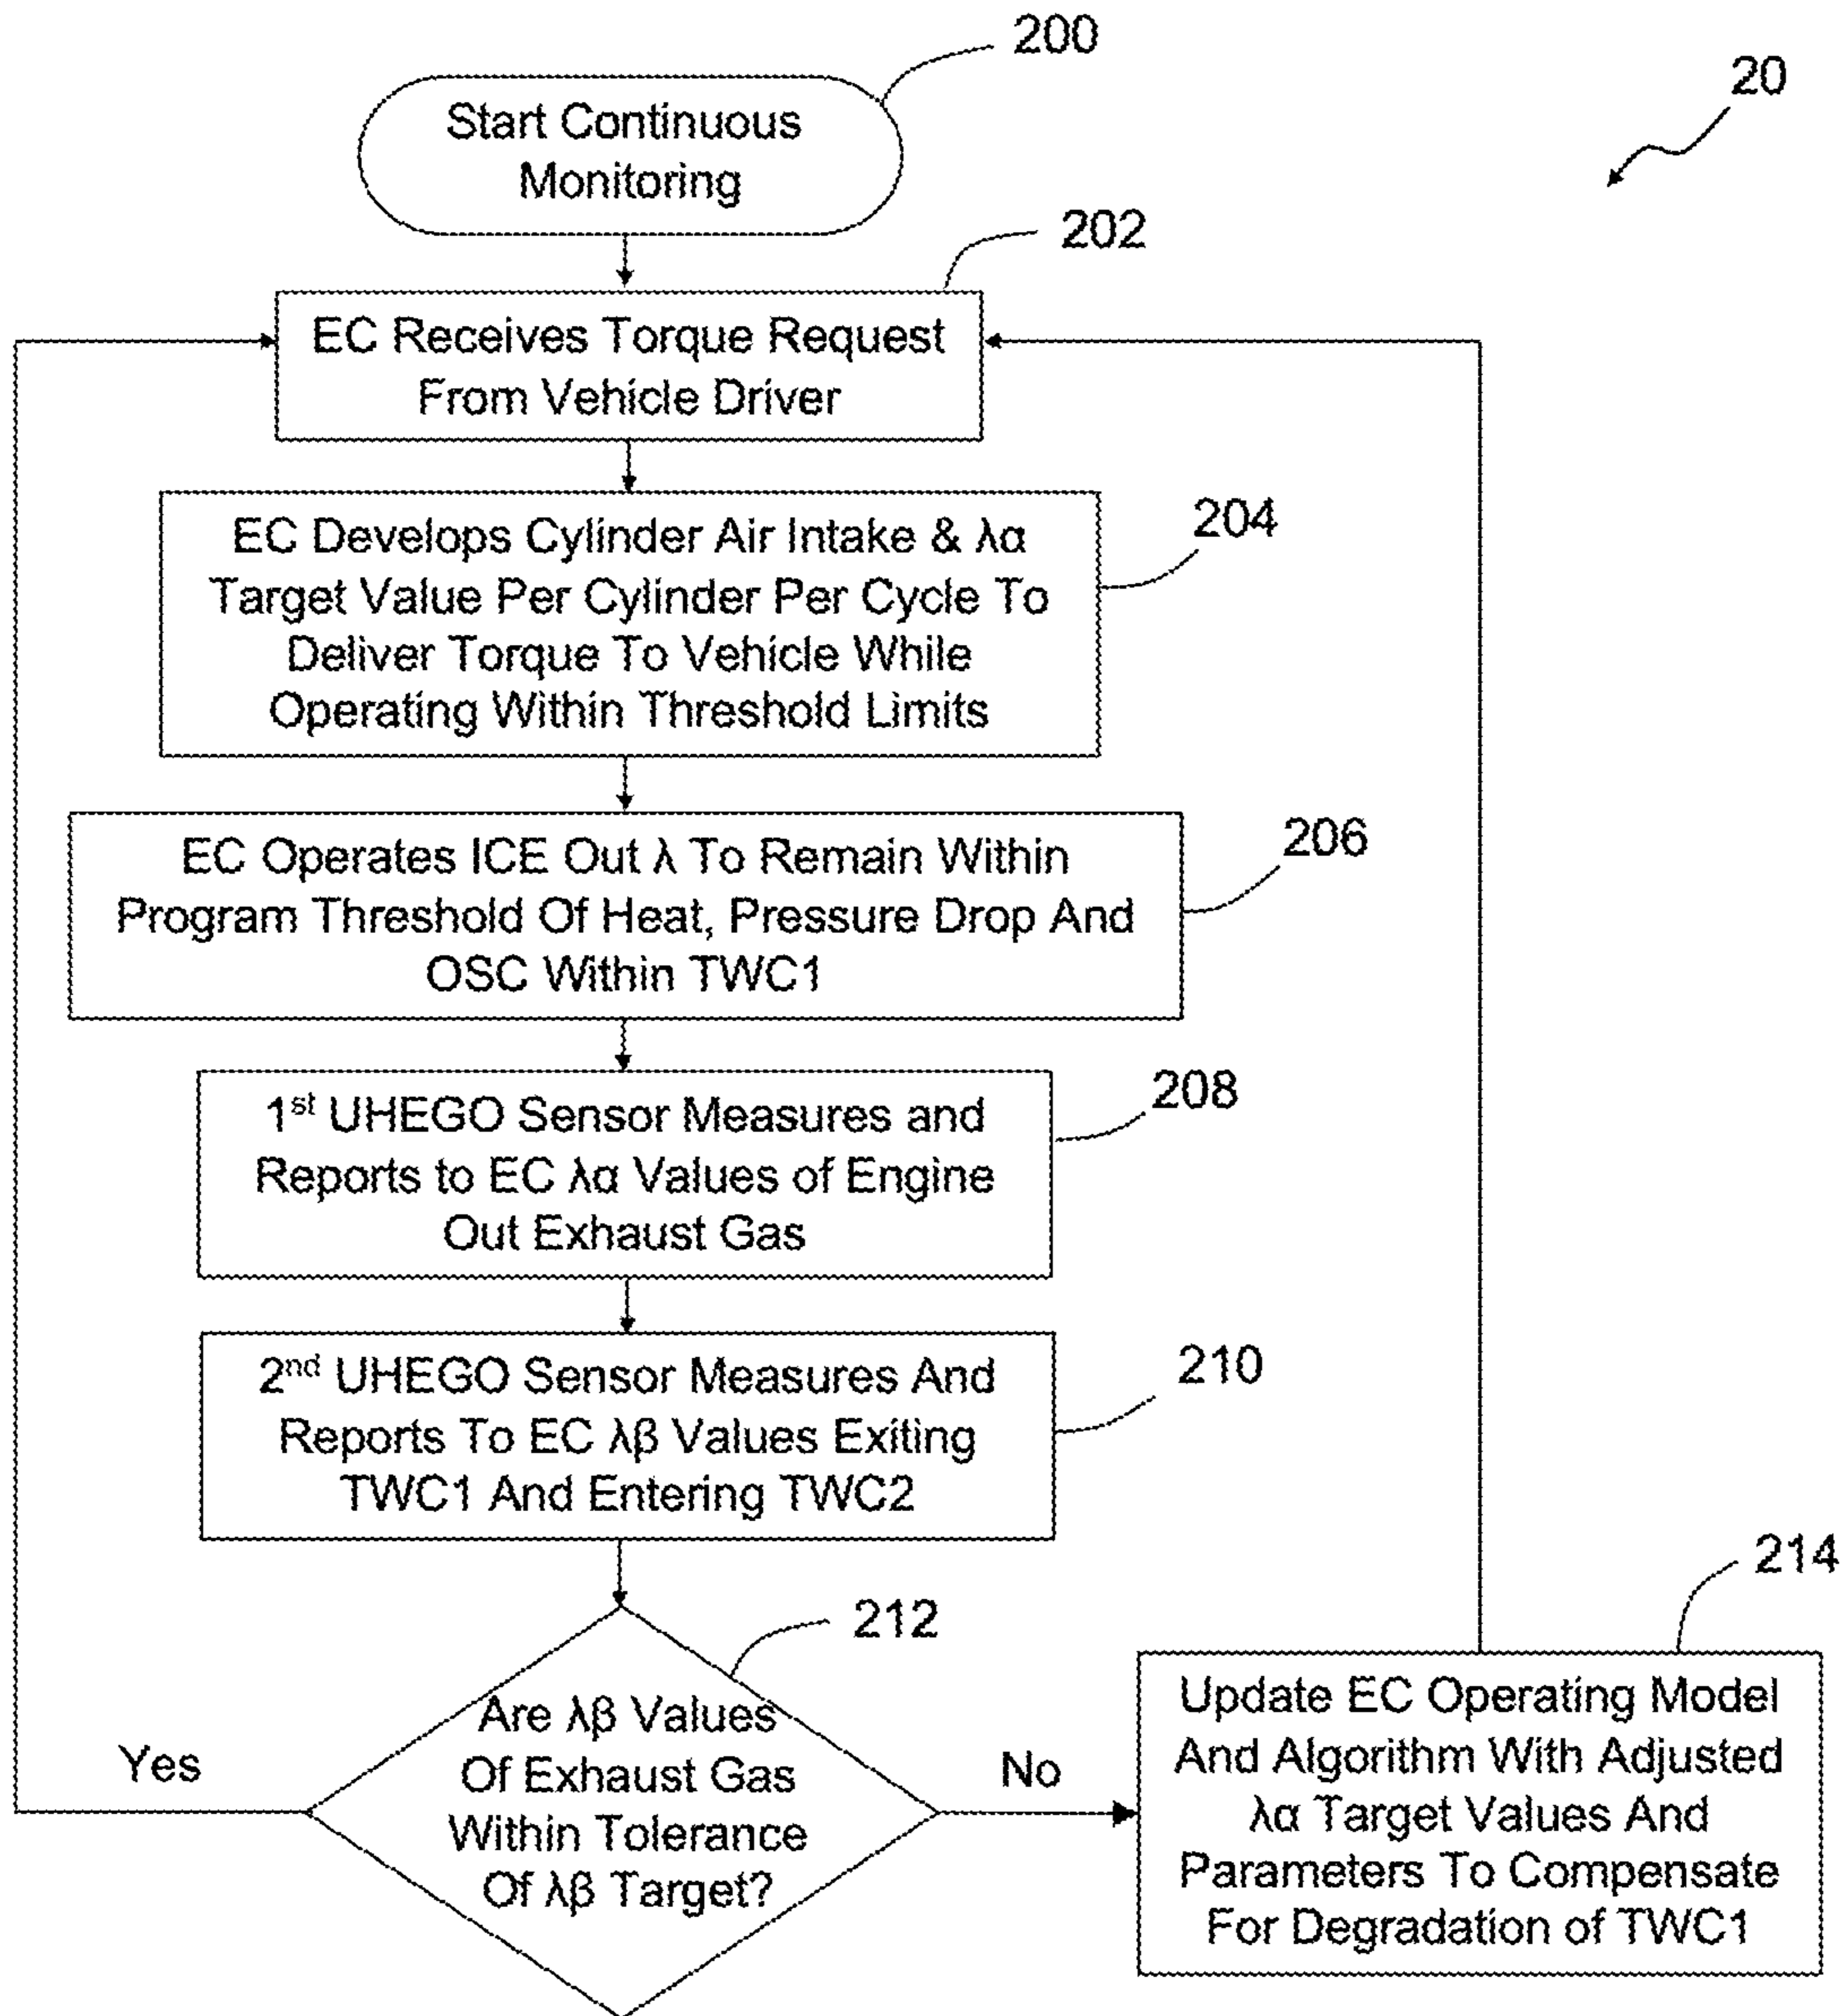 200
20
Start Continuous
Monitoring
202
EC Receives Torque Request
From Vehicle Driver
204
EC Develops Cylinder Air Intake & λα
Target Value Per Cylinder Per Cycle To
Deliver Torque To Vehicle While
Operating Within Threshold Limits
206
EC Operates ICE Out λ To Remain Within
Program Threshold Of Heat, Pressure Drop And
OSC Within TWC1
208
1st UHEGO Sensor Measures and
Reports to EC λα Values of Engine
Out Exhaust Gas
210
2nd UHEGO Sensor Measures And
Reports To EC λβ Values Exiting
TWC1 And Entering TWC2
212
Are λβ Values
Of Exhaust Gas
Within Tolerance
Of λβ Target?
Yes
No
214
Update EC Operating Model
And Algorithm With Adjusted
λα Target Values And
Parameters To Compensate
For Degradation of TWC1